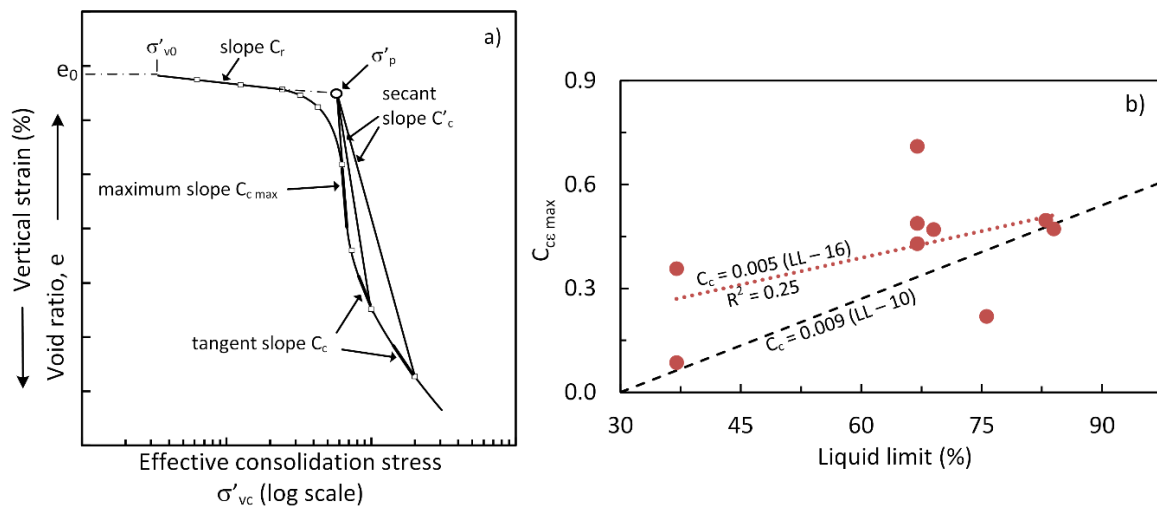 a)
σ'v0
slope Cr
σ'p
e0
secant
slope C'c
maximum slope Cc max
tangent slope Cc
Vertical strain (%)
Void ratio, e
Effective consolidation stress
σ'vc (log scale)
b)
0.9
0.6
0.3
0.0
Ccε max
Cc = 0.005 (LL – 16)
R² = 0.25
Cc = 0.009 (LL – 10)
30 45 60 75 90
Liquid limit (%)